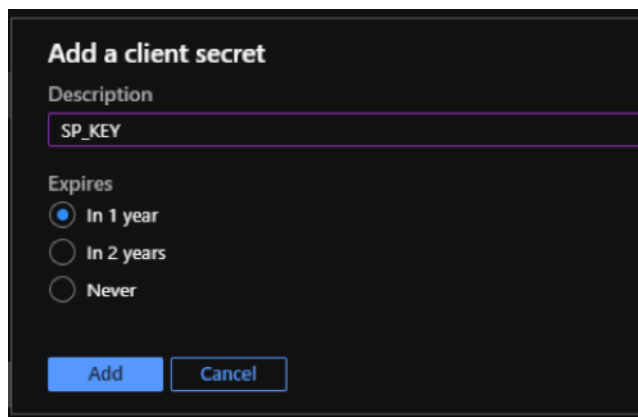 Add a client secret
Description
SP_KEY
Expires
In 1 year
In 2 years
Never
Add Cancel